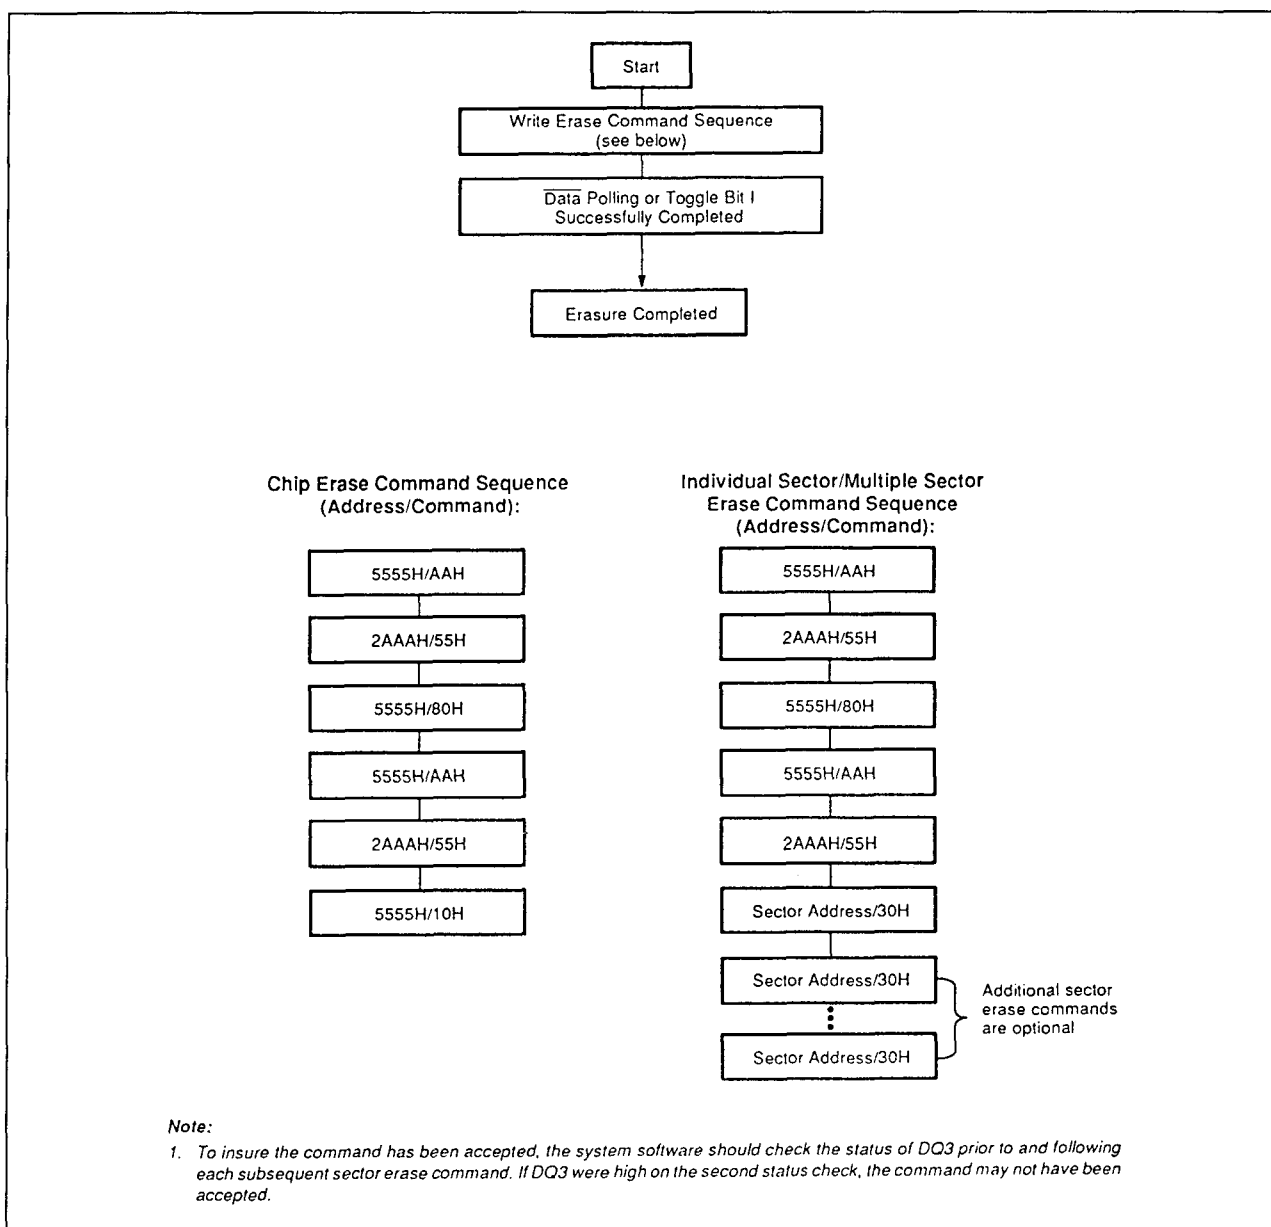 Start
Write Erase Command Sequence
(see below)
Data Polling or Toggle Bit I
Successfully Completed
Erasure Completed
Chip Erase Command Sequence
(Address/Command):
5555H/AAH
2AAAH/55H
5555H/80H
5555H/AAH
2AAAH/55H
5555H/10H
Individual Sector/Multiple Sector
Erase Command Sequence
(Address/Command):
5555H/AAH
2AAAH/55H
5555H/80H
5555H/AAH
2AAAH/55H
Sector Address/30H
Sector Address/30H
Sector Address/30H
Additional sector
erase commands
are optional
Note:
1. To insure the command has been accepted, the system software should check the status of DQ3 prior to and following
each subsequent sector erase command. If DQ3 were high on the second status check, the command may not have been
accepted.